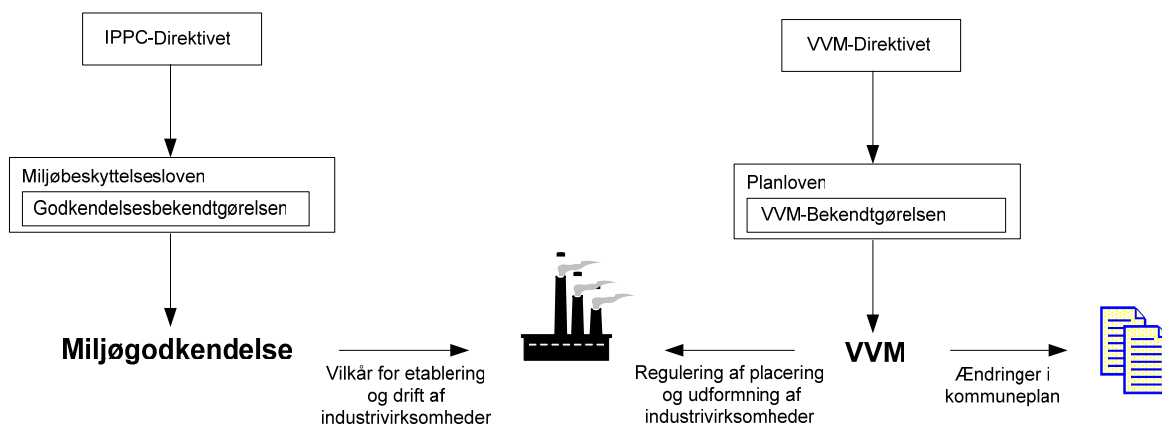 IPPC-Direktivet
VVM-Direktivet
Miljøbeskyttelsesloven
Godkendelsesbekendtgørelsen
Planloven
VVM-Bekendtgørelsen
Miljøgodkendelse
Vilkår for etablering
og drift af
industrivirksomheder
Regulering af placering
og udformning af
industrivirksomheder
VVM
Ændringer i
kommuneplan